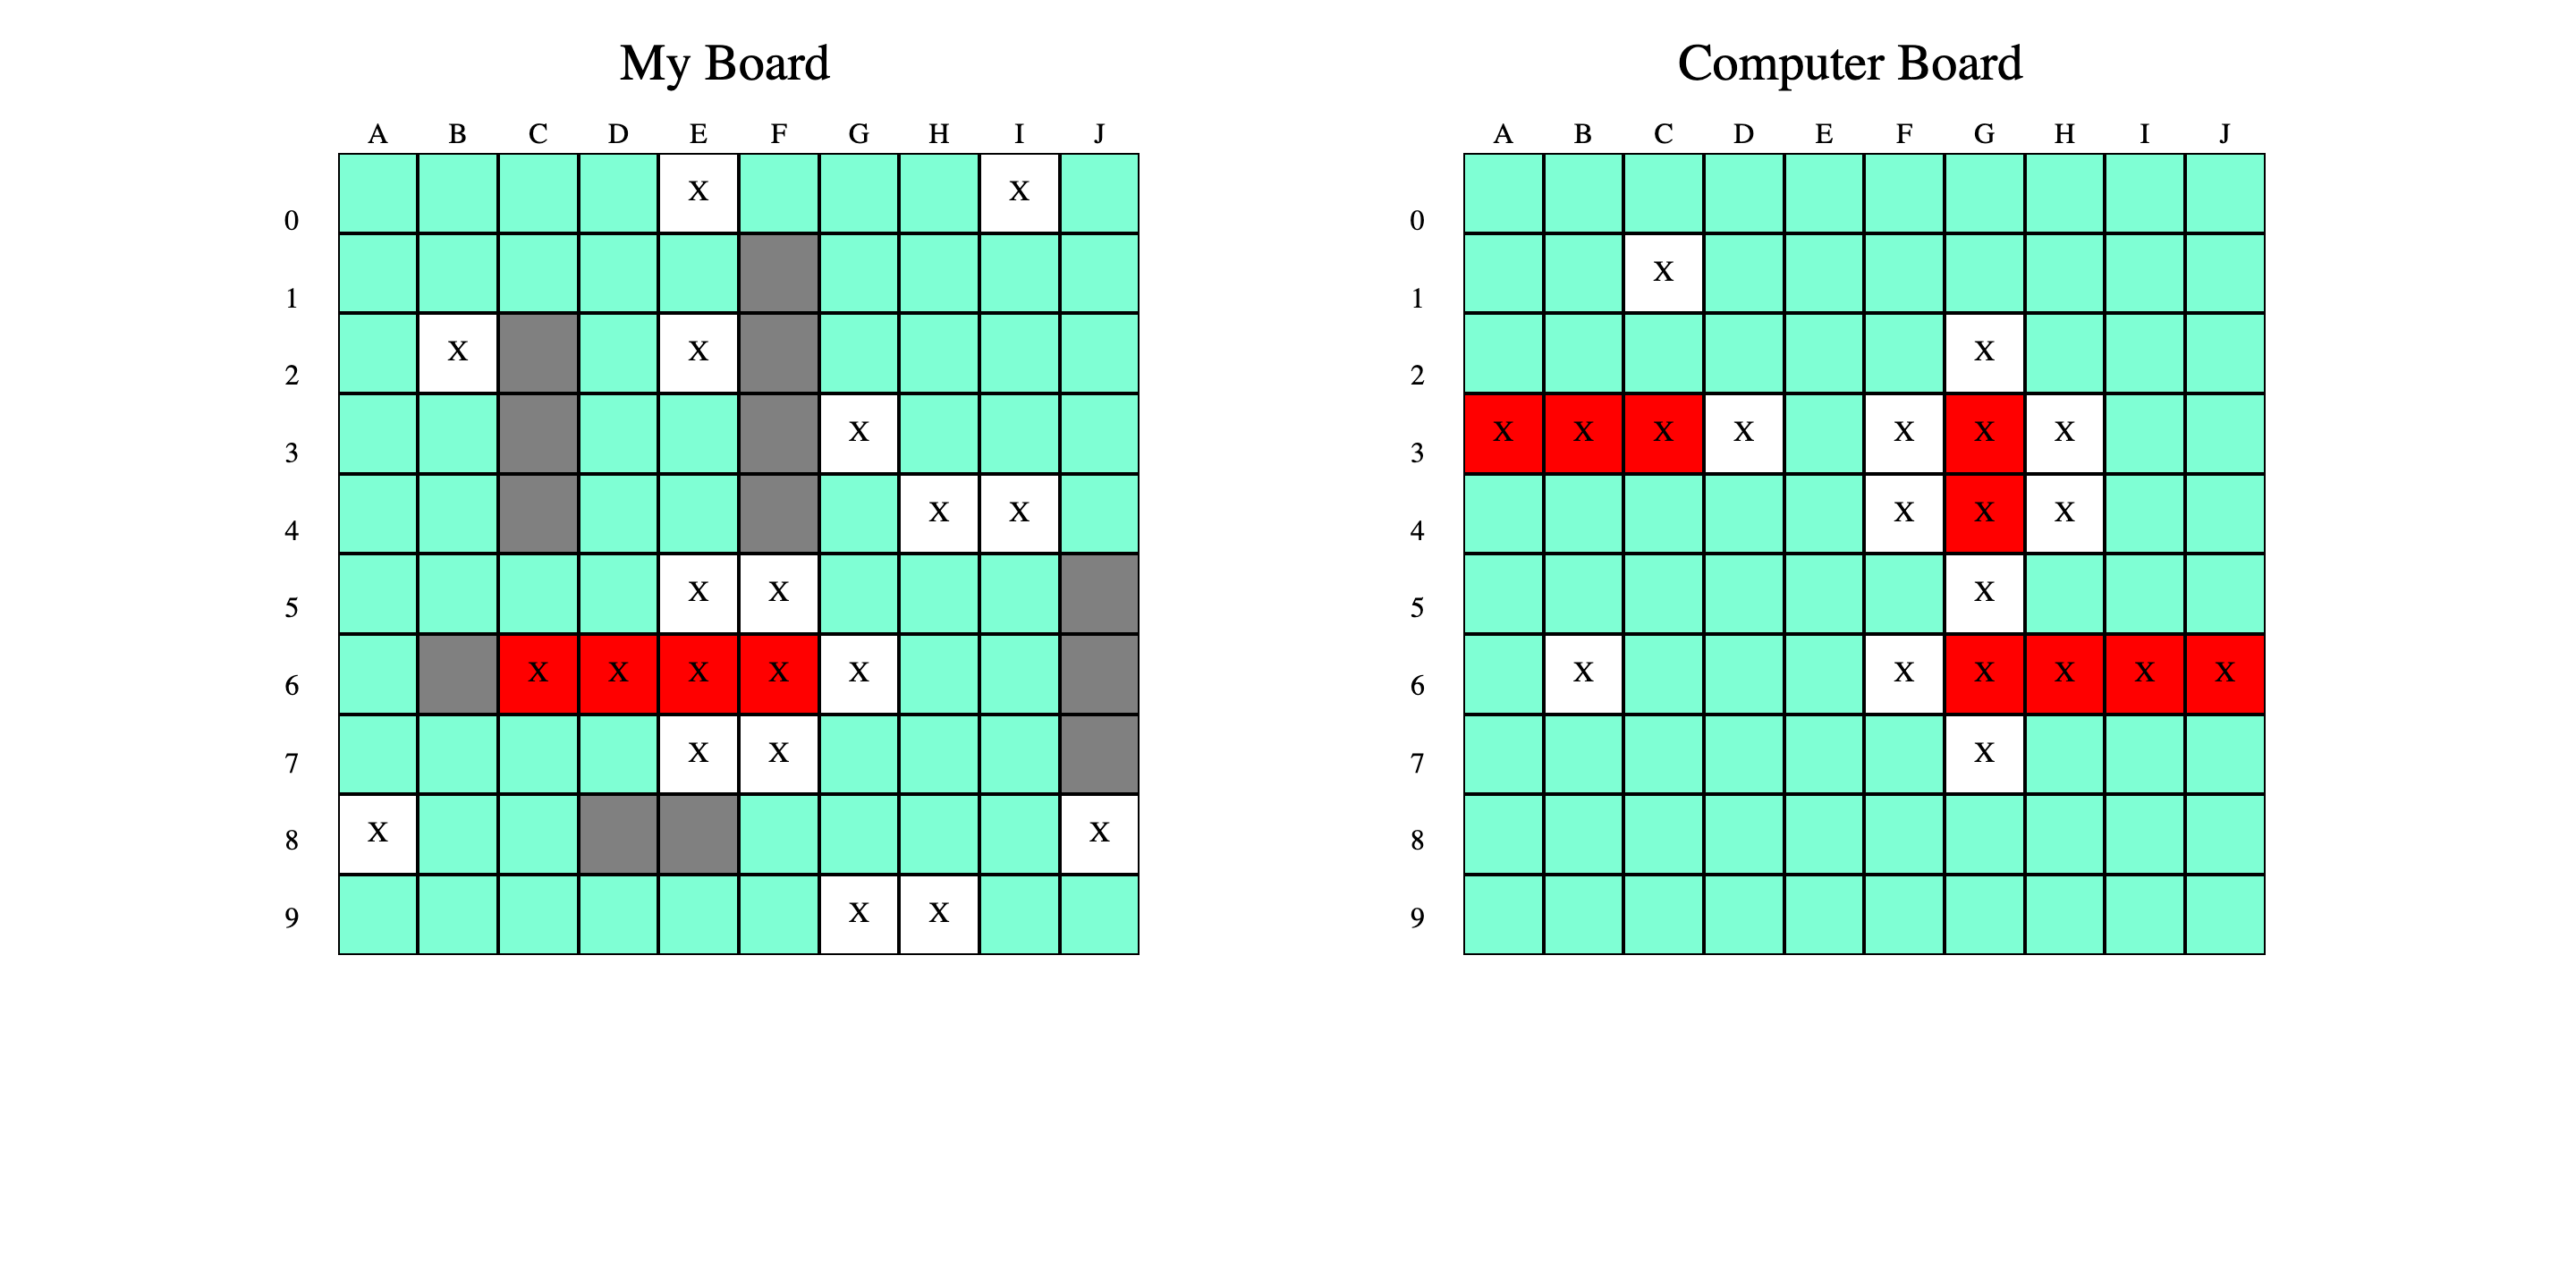 My Board
A B C D E F G H I J
0 X X
1
2 X X
3 X
4 X X
5 X X
6 X X X X X
7 X X
8 X X
9 X X
Computer Board
A B C D E F G H I J
0
1 X
2 X
3 X X X X X X X
4 X X X
5 X
6 X X X X X X
7 X
8
9